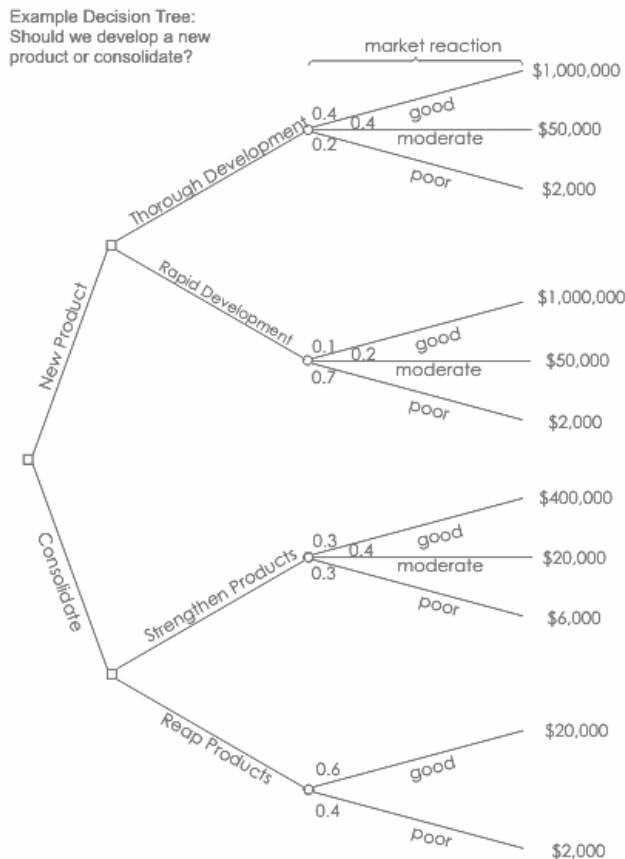 Example Decision Tree:
Should we develop a new
product or consolidate?
market reaction
$1,000,000
0.4
good
0.4
Thorough Development
moderate
$50,000
0.2
poor
$2,000
Rapid Development
New Product
$1,000,000
0.1
good
0.2
moderate
$50,000
0.7
poor
$2,000
Consolidate
$400,000
0.3
good
0.4
Strengthen Products
moderate
$20,000
0.3
poor
$6,000
Reap Products
$20,000
0.6
good
0.4
poor
$2,000